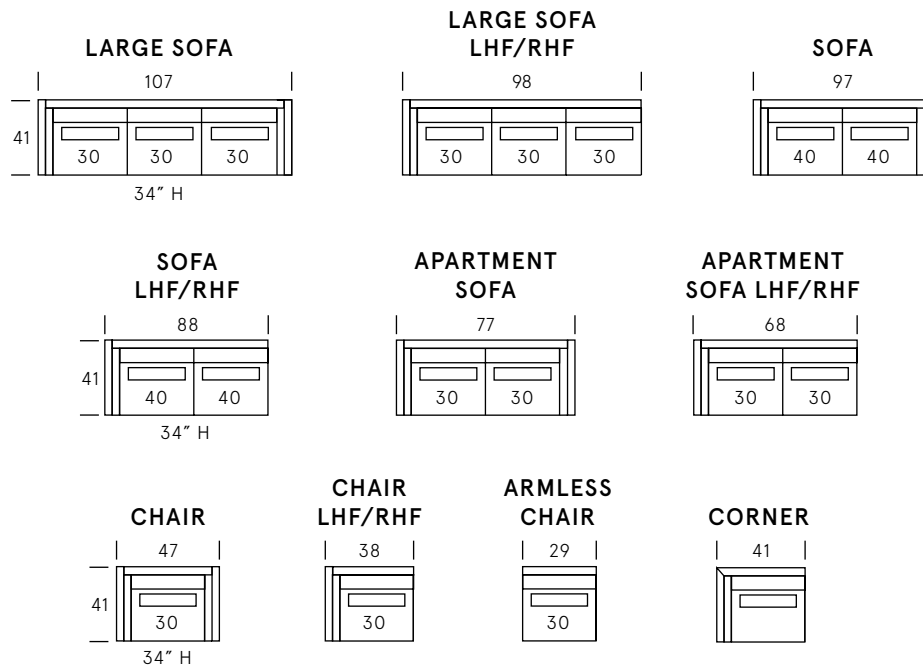 LARGE SOFA
107
41
30 30 30
34″ H
LARGE SOFA
LHF/RHF
98
30 30 30
SOFA
97
40 40
SOFA
LHF/RHF
88
41
40 40
34″ H
APARTMENT
SOFA
77
30 30
APARTMENT
SOFA LHF/RHF
68
30 30
CHAIR
47
41
30
34″ H
CHAIR
LHF/RHF
38
30
ARMLESS
CHAIR
29
30
CORNER
41